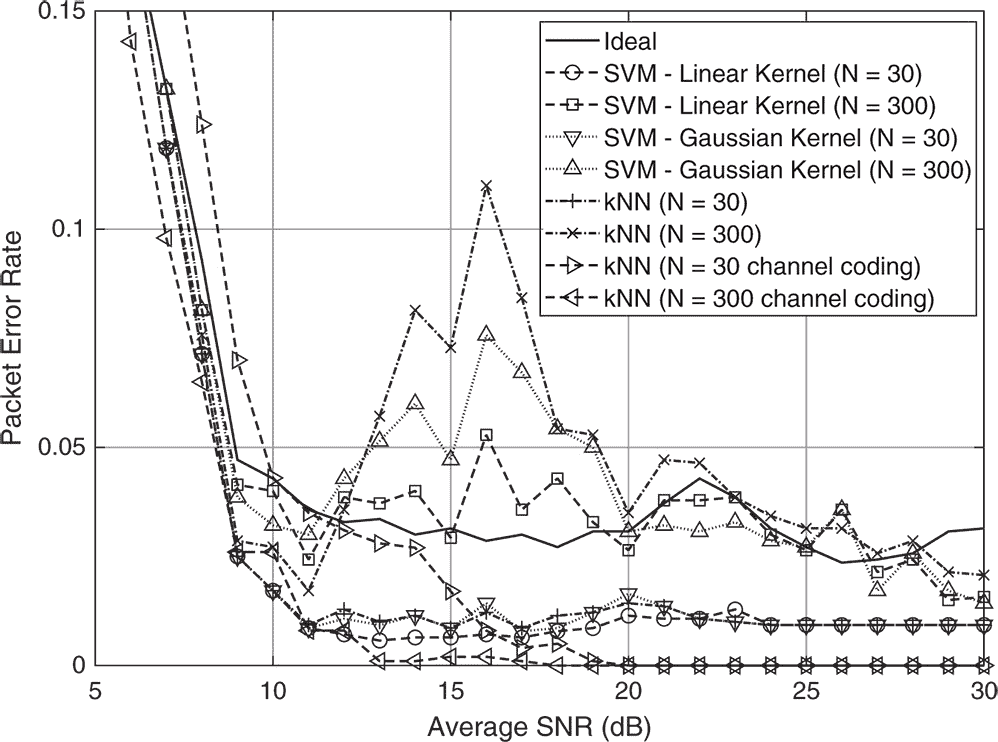 0.15
0.1
0.05
0
5
10
15
20
25
30
Packet Error Rate
Average SNR (dB)
Ideal
SVM - Linear Kernel (N = 30)
SVM - Linear Kernel (N = 300)
SVM - Gaussian Kernel (N = 30)
SVM - Gaussian Kernel (N = 300)
kNN (N = 30)
kNN (N = 300)
kNN (N = 30 channel coding)
kNN (N = 300 channel coding)